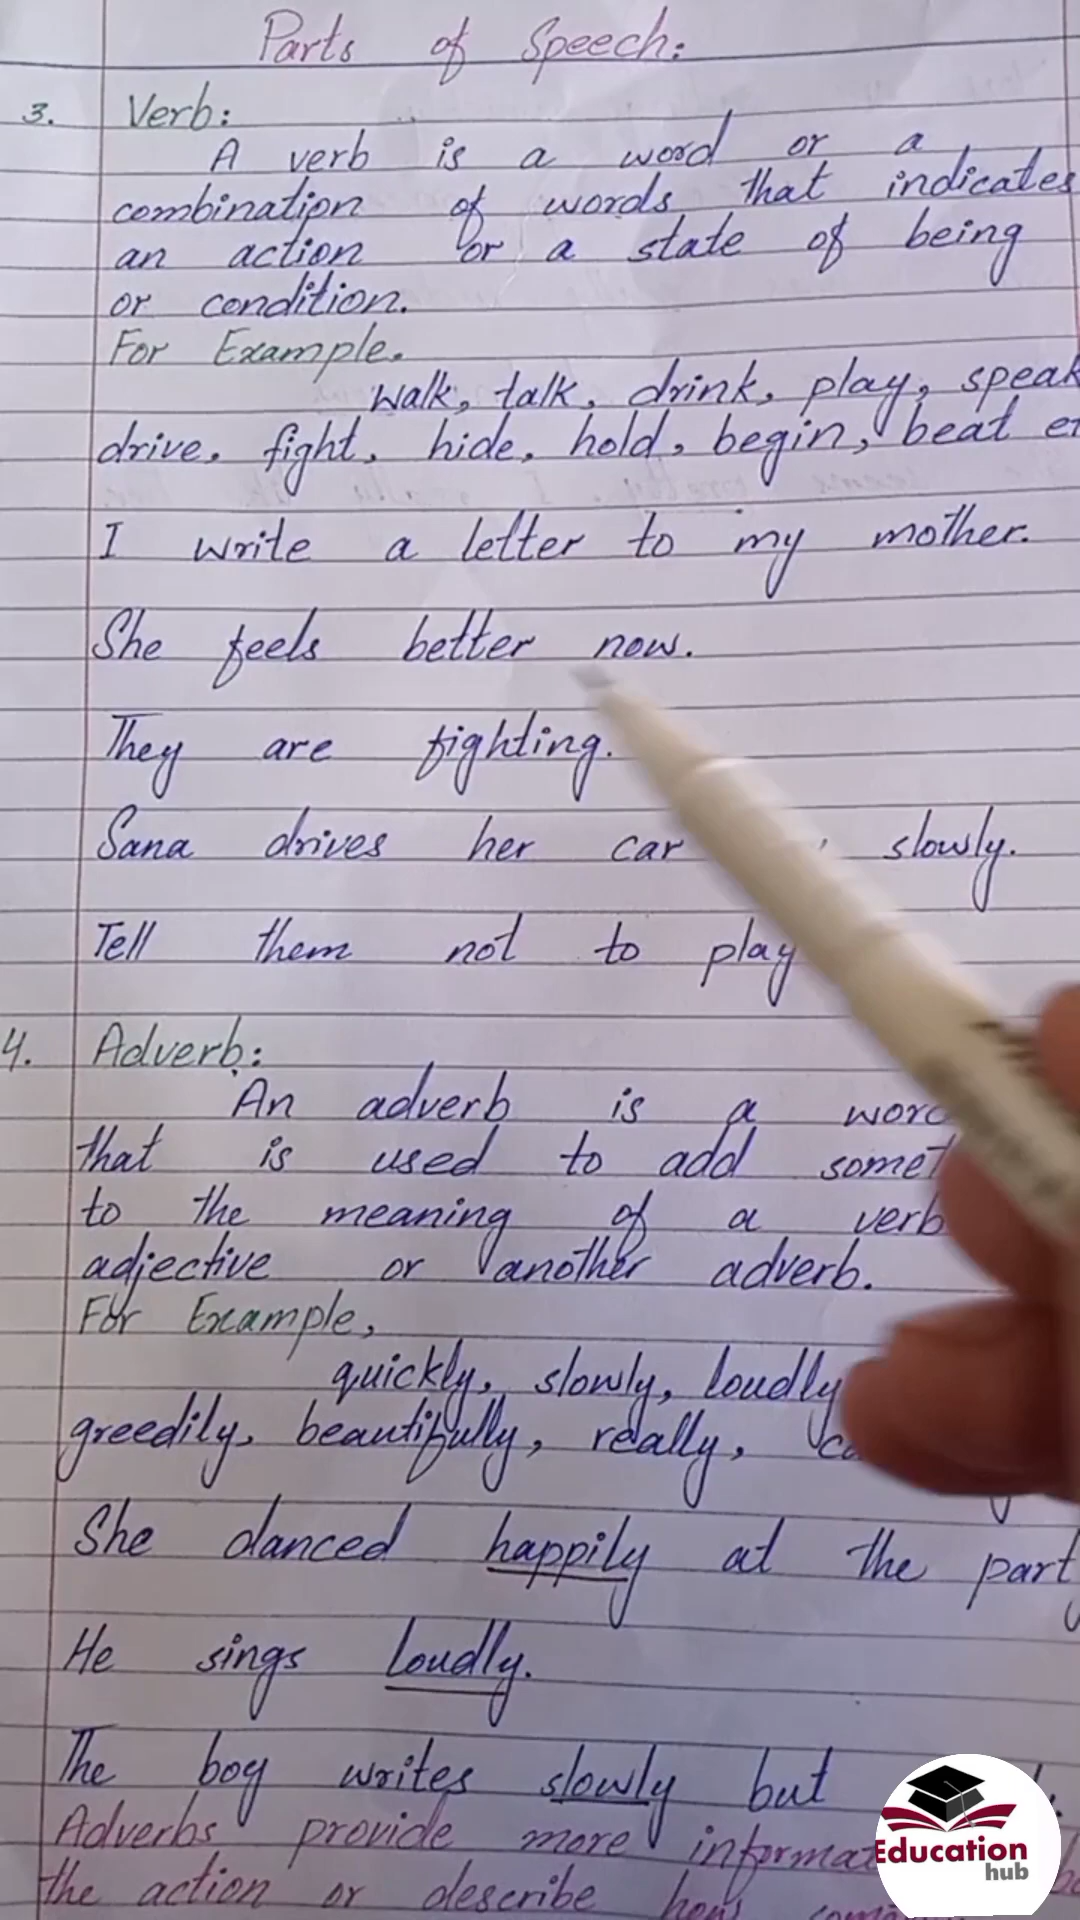 Parts of Speech:
3. Verb:
A verb is a word or a
combination of words that indicates
an action or a state of being
or condition.
For Example.
walk, talk, drink, play, speak
drive, fight, hide, hold, begin, beat
I write a letter to my mother.
She feels better now.
They are fighting.
Sana drives her car slowly.
Tell them not to play
4. Adverb:
An adverb is a word
that is used to add
to the meaning of a verb
adjective or another adverb.
For Example,
quickly, slowly, loudly
greedily, beautifully, really,
She danced happily at the
He sings loudly.
The boy writes slowly but
Adverbs provide more
the action or describe how
Education
hub